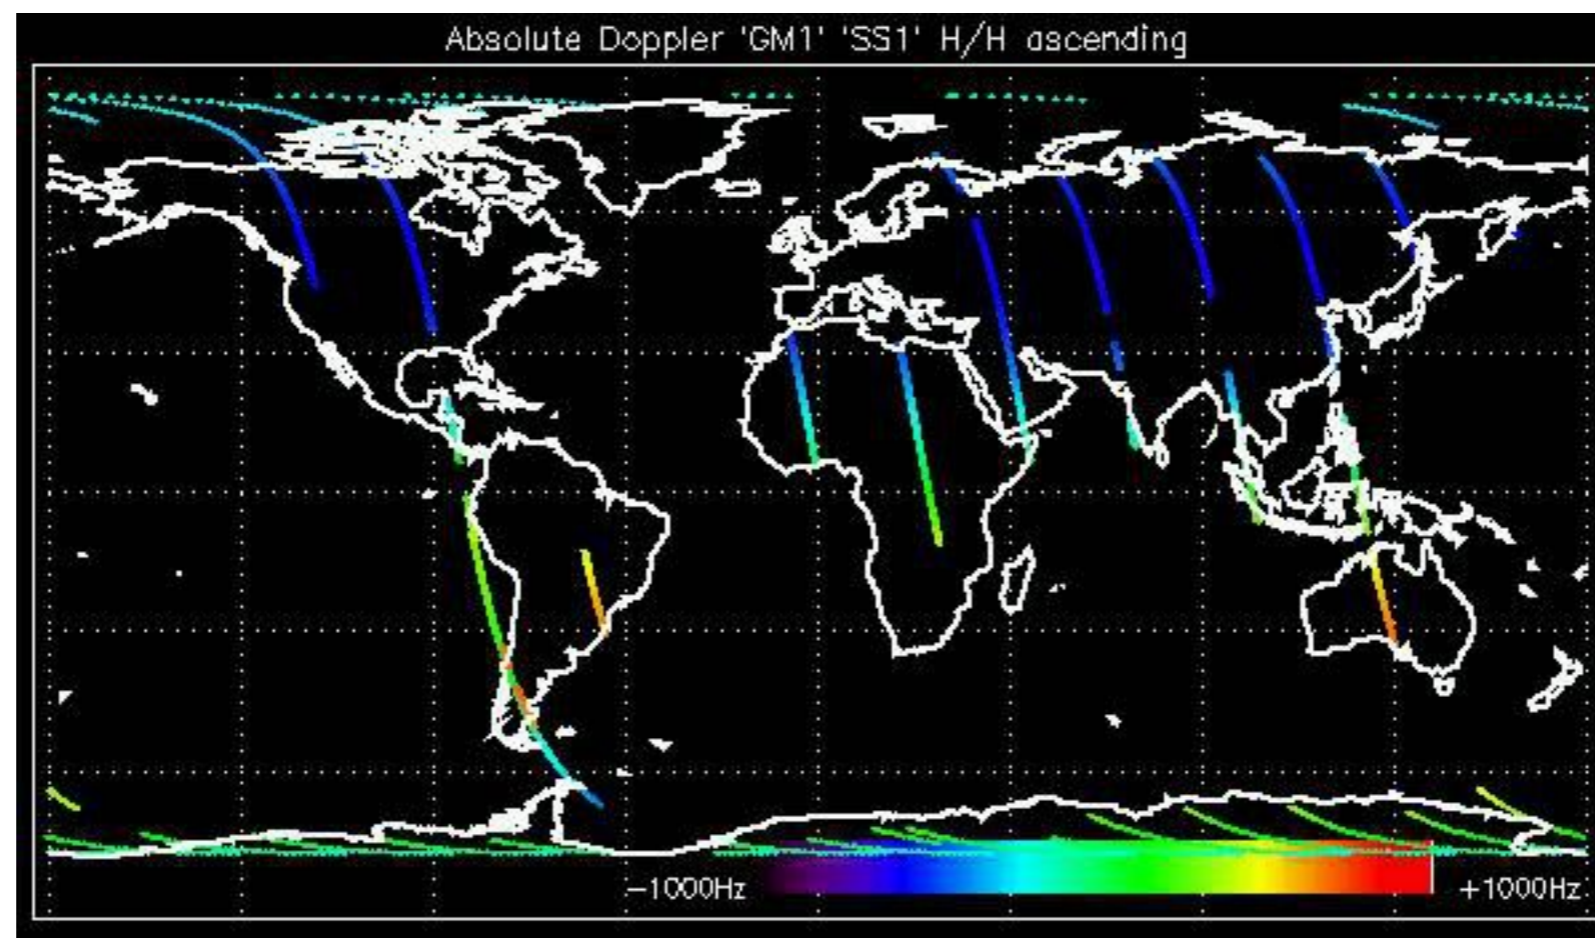 Absolute Doppler 'GM1' 'SS1' H/H ascending
−1000Hz
+1000Hz